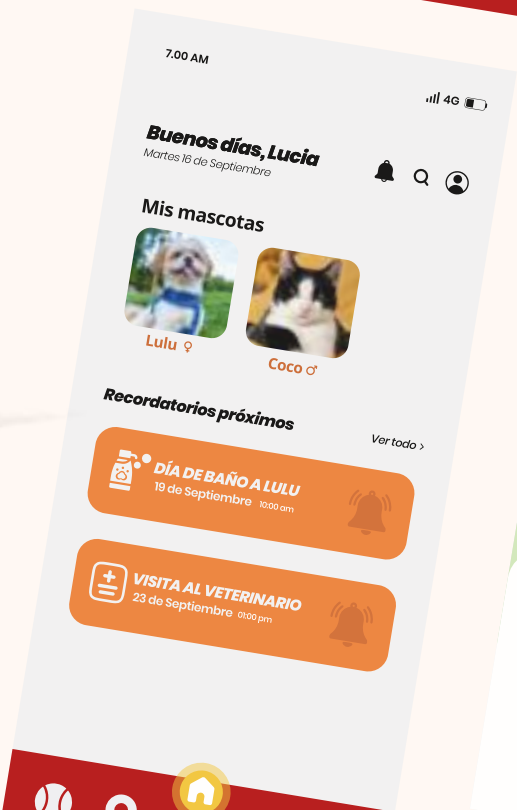 7.00 AM
4G
Buenos días, Lucia
Martes 16 de Septiembre
Mis mascotas
Lulu ♀
Coco ♂
Recordatorios próximos
Ver todo >
DÍA DE BAÑO A LULU
19 de Septiembre 10:00 am
VISITA AL VETERINARIO
23 de Septiembre 01:00 pm